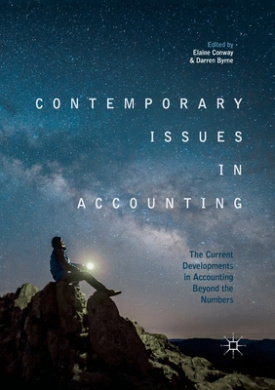 Edited by
Elaine Conway
& Darren Byrne
CONTEMPORARY
ISSUES
IN
ACCOUNTING
The Current
Developments
in Accounting
Beyond the
Numbers